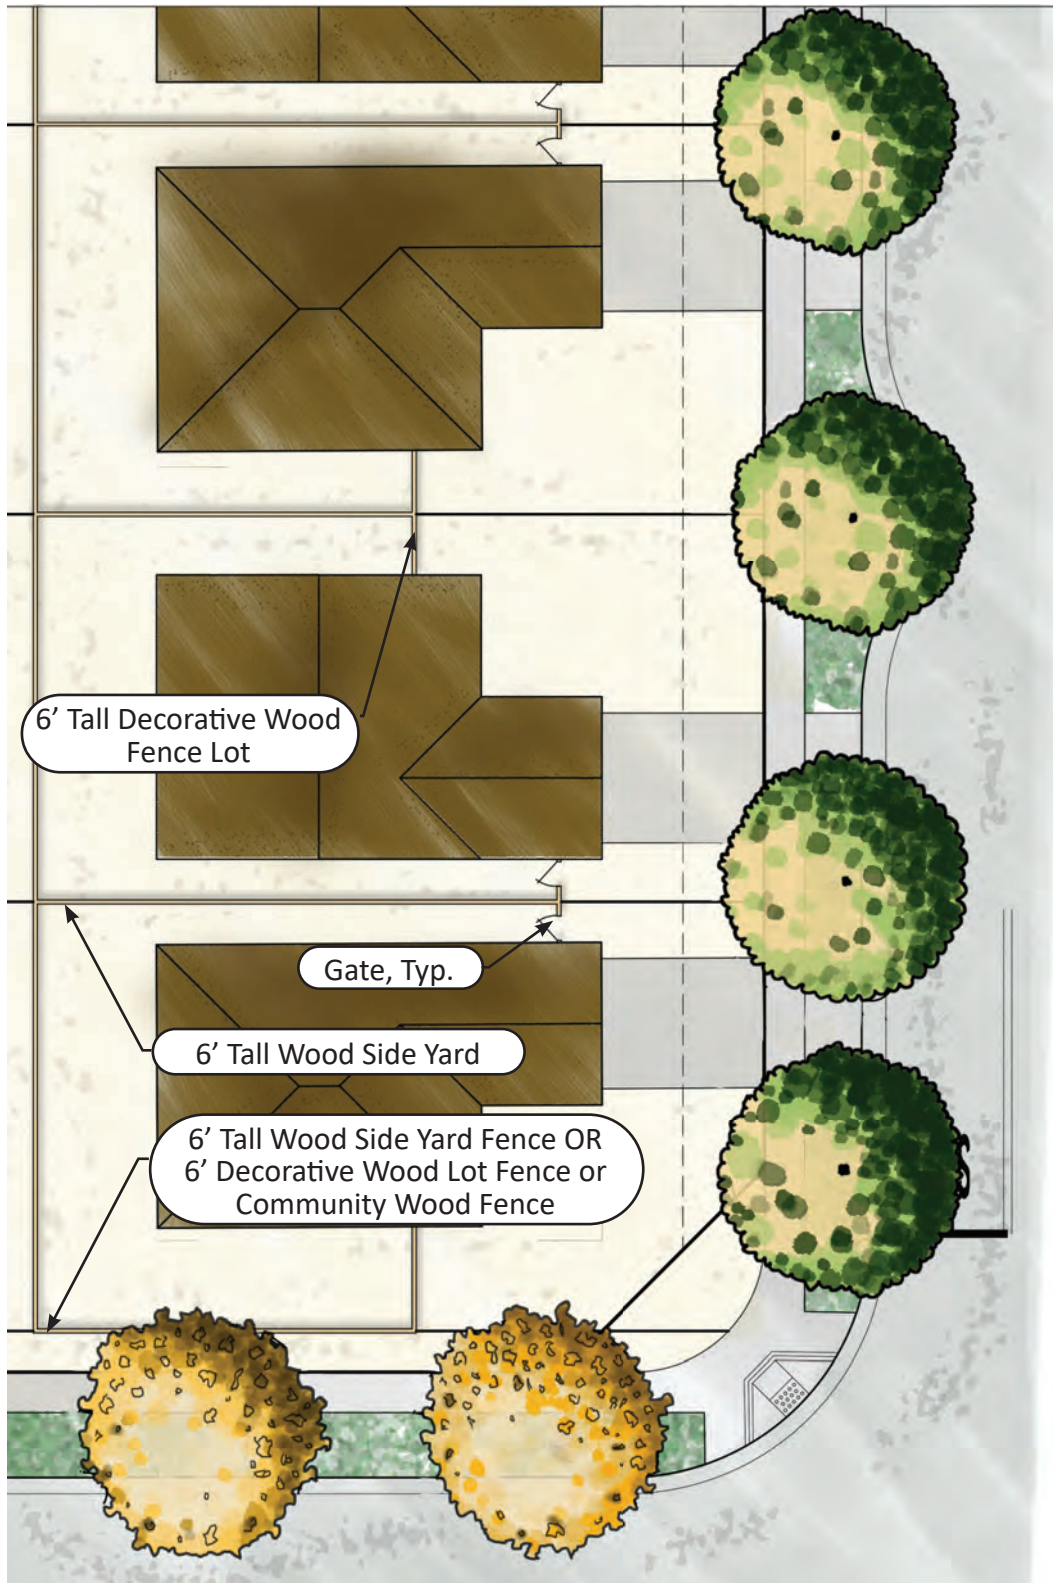 6’ Tall Decorative Wood
Fence Lot
Gate, Typ.
6’ Tall Wood Side Yard
6’ Tall Wood Side Yard Fence OR
6’ Decorative Wood Lot Fence or
Community Wood Fence